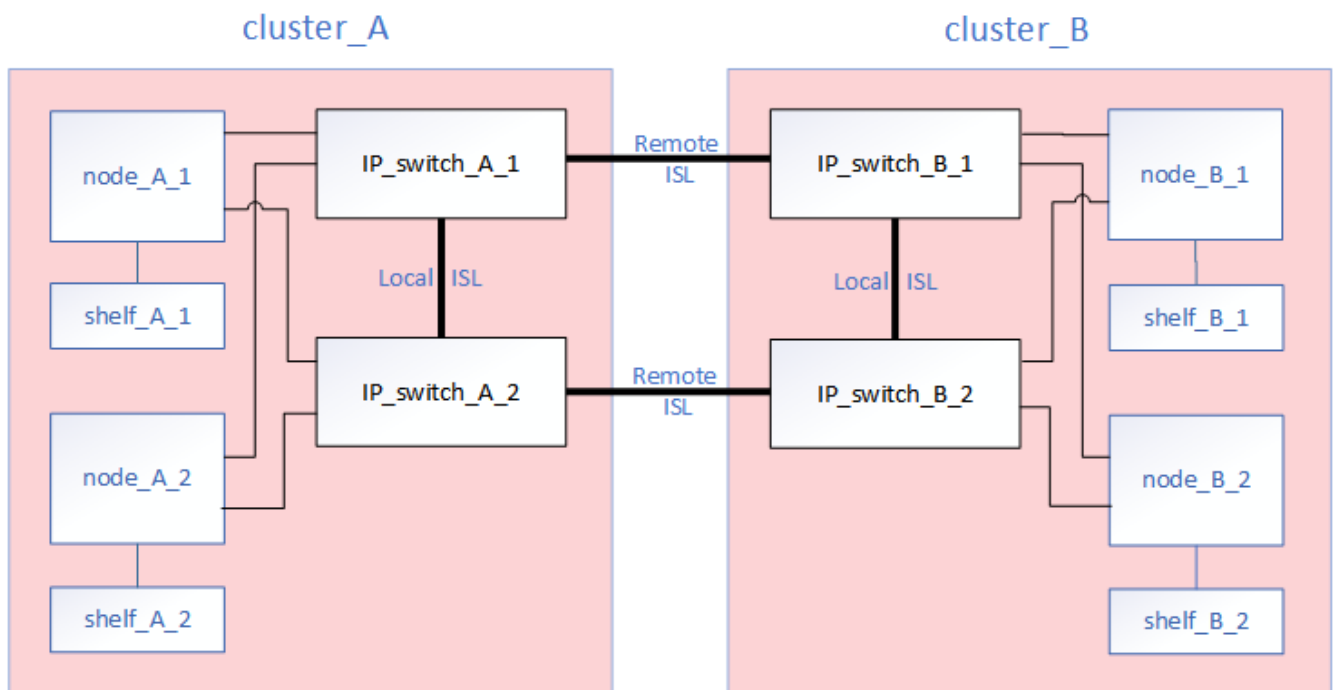 cluster_A
cluster_B
node_A_1
IP_switch_A_1
Remote
ISL
IP_switch_B_1
node_B_1
Local ISL
Local ISL
shelf_A_1
shelf_B_1
IP_switch_A_2
Remote
ISL
IP_switch_B_2
node_A_2
node_B_2
shelf_A_2
shelf_B_2